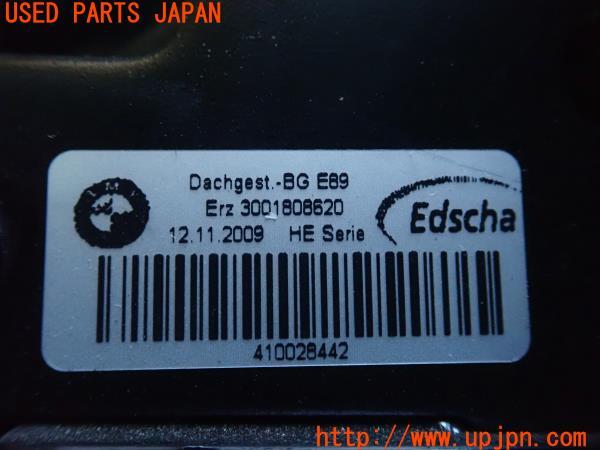 USED PARTS JAPAN
BMW
Dachgest.-BG E89
Erz 3001808620
12.11.2009 HE Serie
Edscha
410028442
http://www.upjpn.com